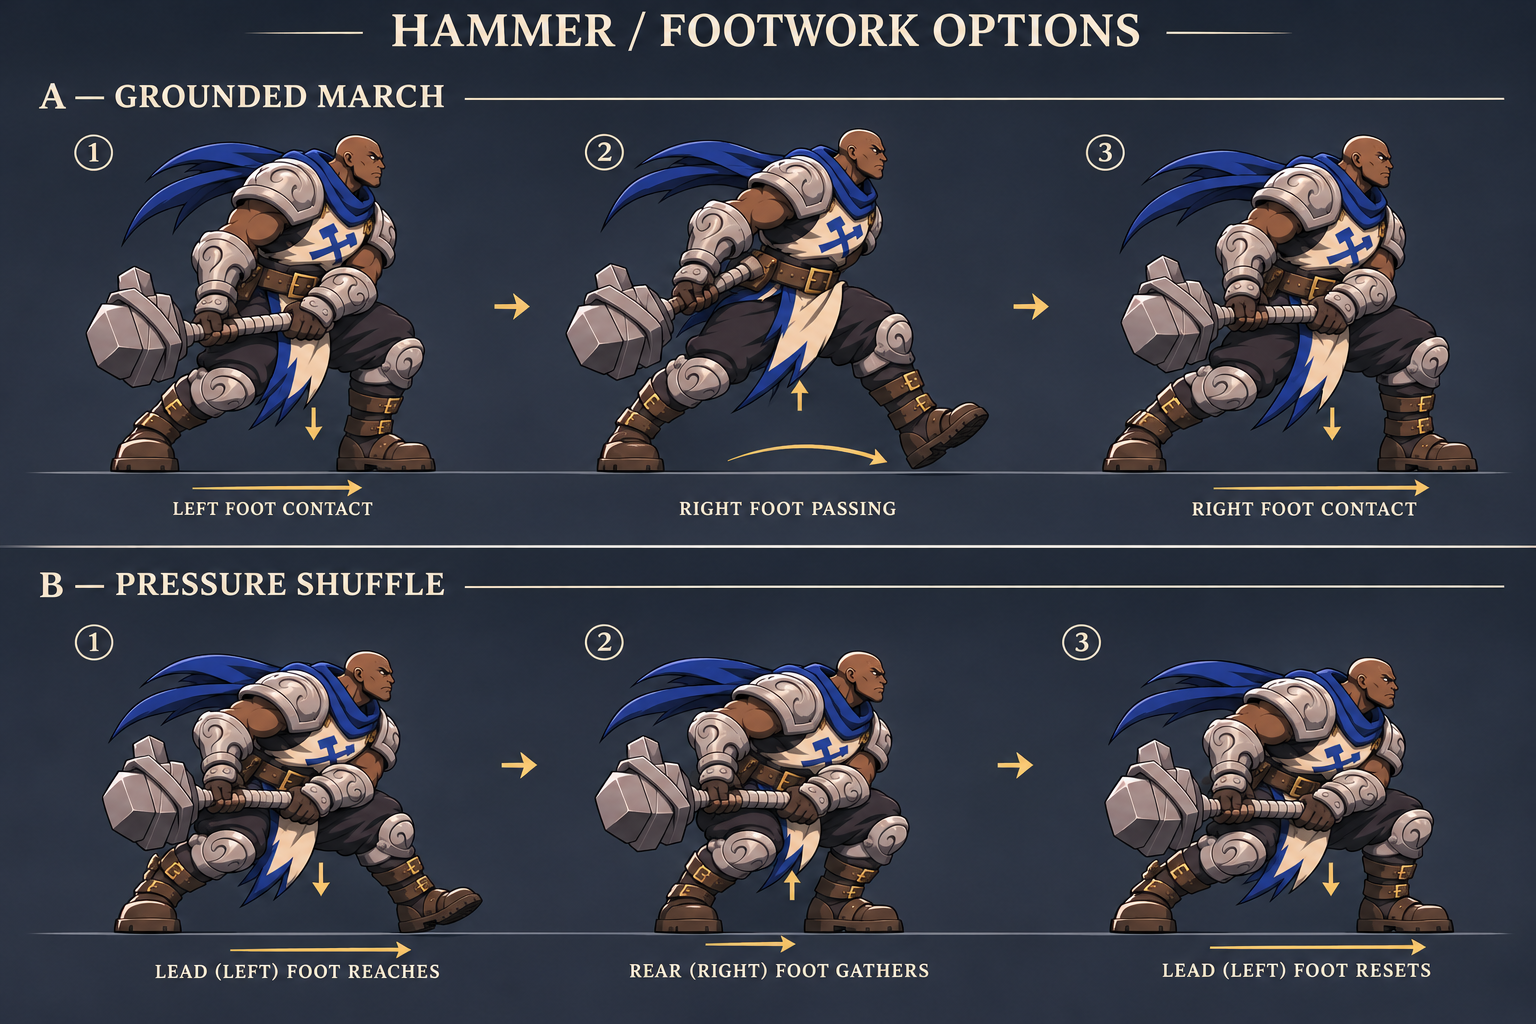 HAMMER / FOOTWORK OPTIONS
A — GROUNDED MARCH
1
2
3
LEFT FOOT CONTACT
RIGHT FOOT PASSING
RIGHT FOOT CONTACT
B — PRESSURE SHUFFLE
1
2
3
LEAD (LEFT) FOOT REACHES
REAR (RIGHT) FOOT GATHERS
LEAD (LEFT) FOOT RESETS